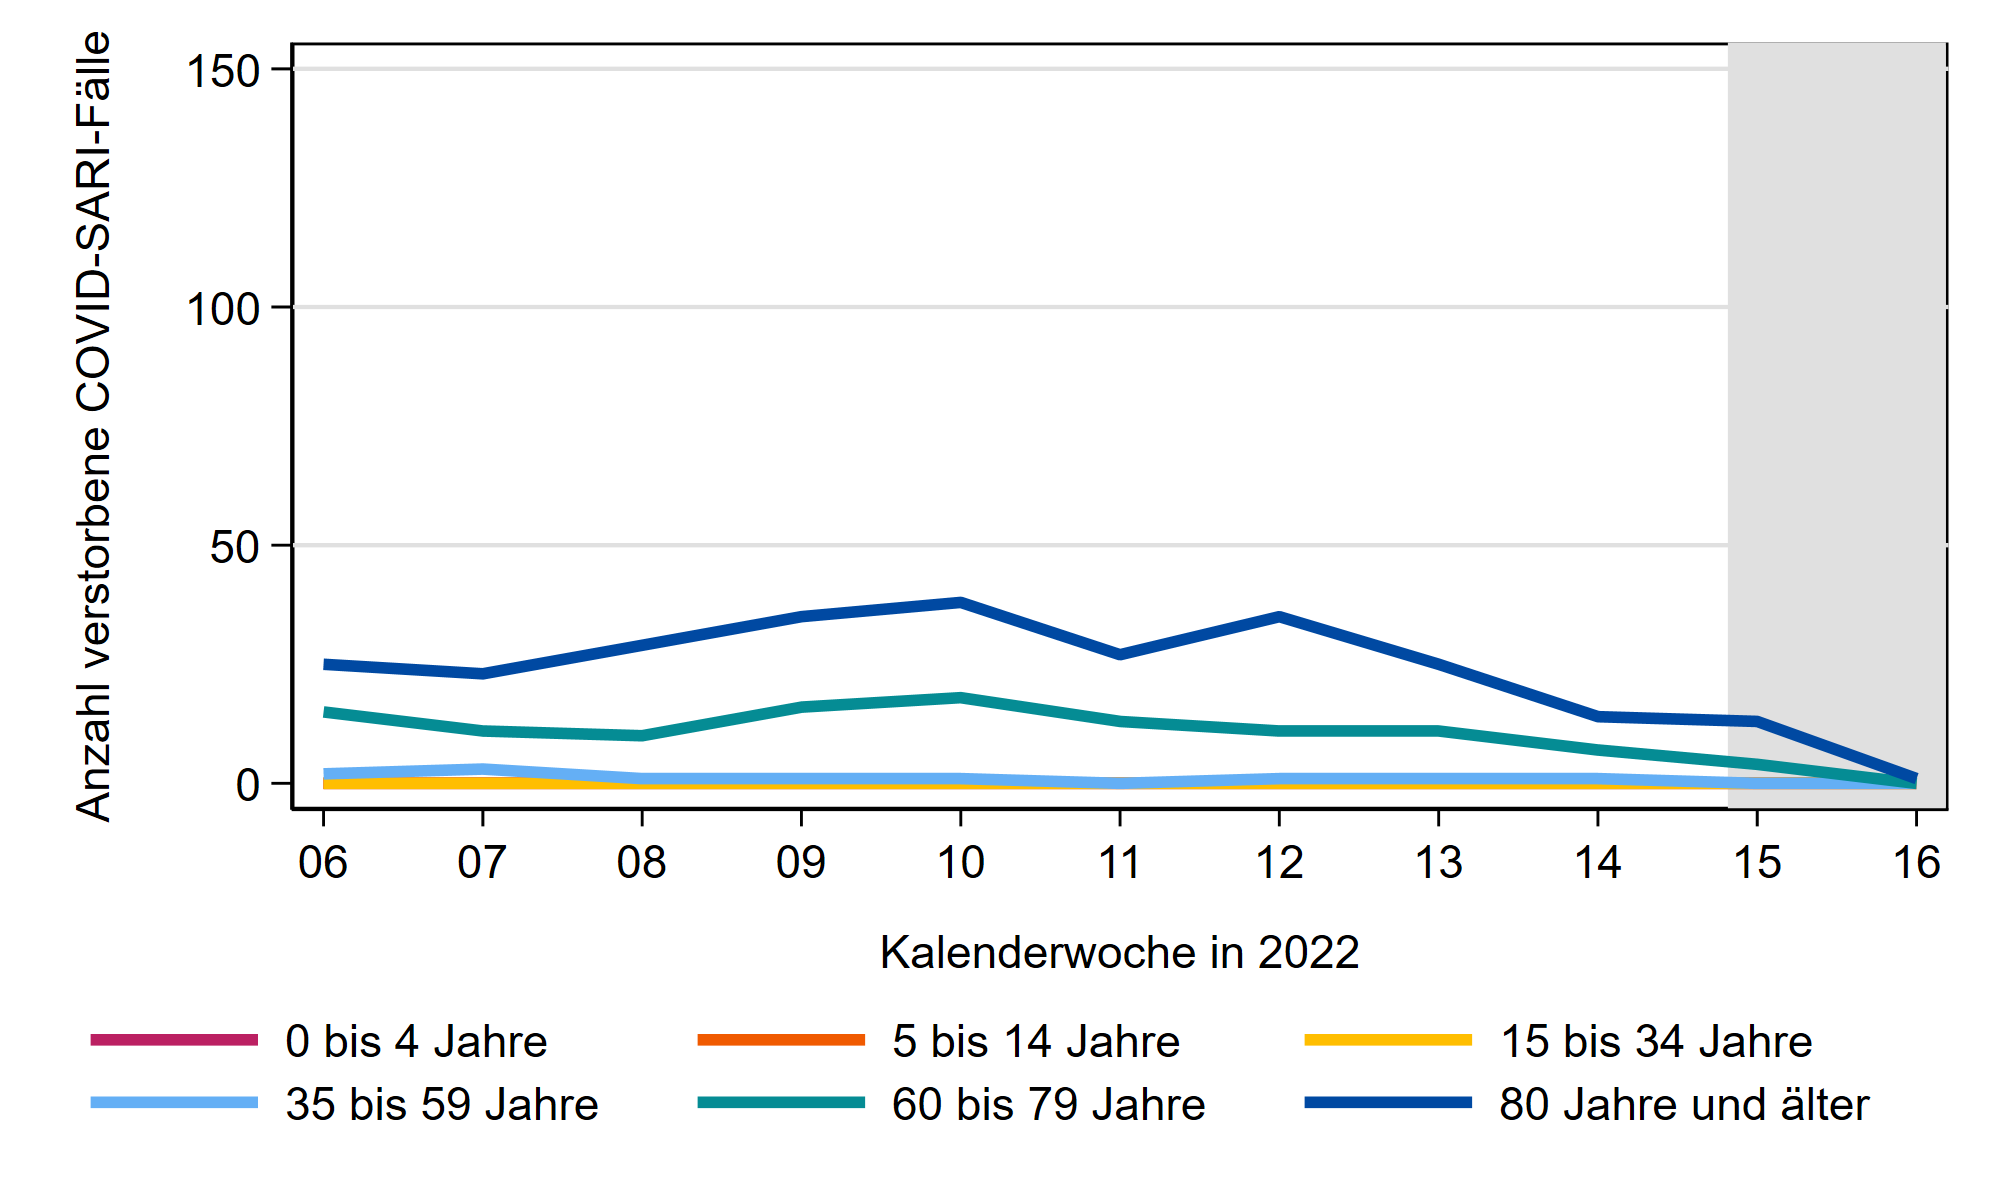 Anzahl verstorbene COVID-SARI-Fälle
150
100
50
0
06 07 08 09 10 11 12 13 14 15 16
Kalenderwoche in 2022
0 bis 4 Jahre 5 bis 14 Jahre 15 bis 34 Jahre
35 bis 59 Jahre 60 bis 79 Jahre 80 Jahre und älter